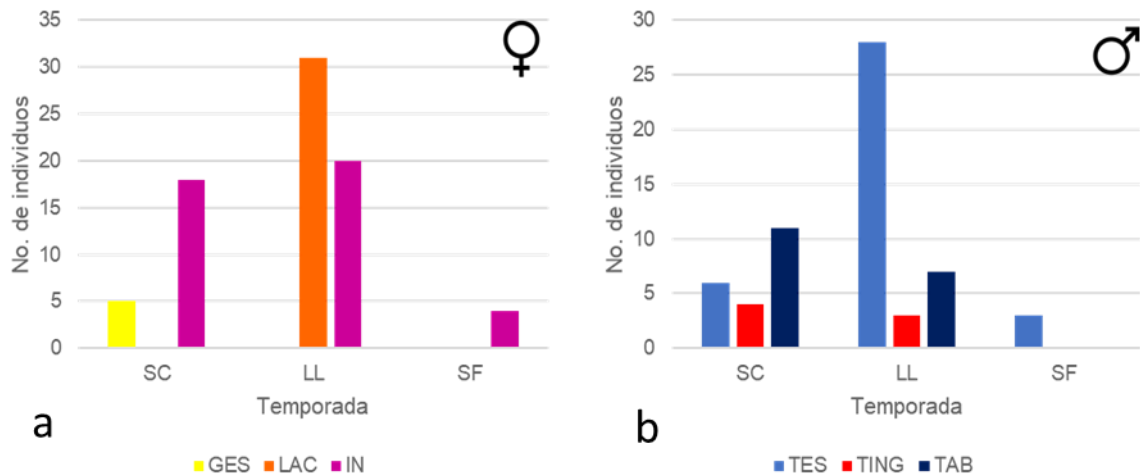 35
30
25
20
15
10
5
0
No. de individuos
SC LL SF
Temporada
a
GES LAC IN
♀
30
25
20
15
10
5
0
No. de individuos
SC LL SF
Temporada
b
TES TING TAB
♂